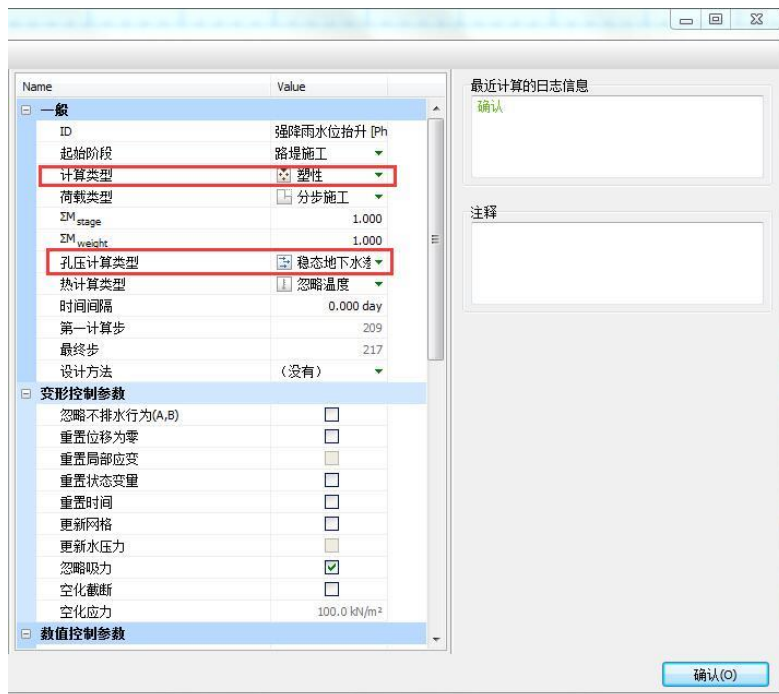 Name Value
一般
ID 强降雨水位抬升 [Ph
起始阶段 路堤施工
计算类型 塑性
荷载类型 分步施工
ΣM stage 1.000
ΣM weight 1.000
孔压计算类型 稳态地下水渗
热计算类型 忽略温度
时间间隔 0.000 day
第一计算步 209
最终步 217
设计方法 （没有）
变形控制参数
忽略不排水行为(A,B)
重置位移为零
重置局部应变
重置状态变量
重置时间
更新网格
更新水压力
忽略吸力
空化截断
空化应力 100.0 kN/m²
数值控制参数
最近计算的日志信息
确认
注释
确认(O)